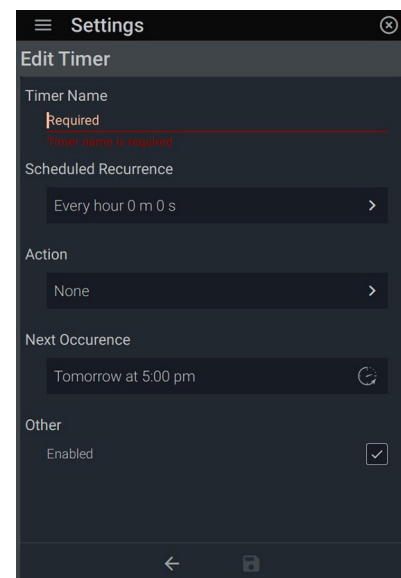 Settings
Edit Timer
Timer Name
Required
Timer name is required
Scheduled Recurrence
Every hour 0 m 0 s
Action
None
Next Occurence
Tomorrow at 5:00 pm
Other
Enabled